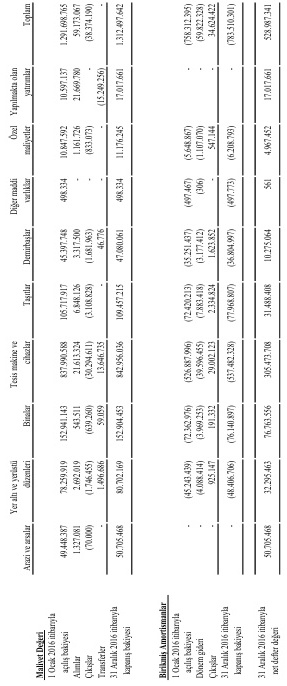 Yer altı ve yerüstü Tesis makine ve Diğer maddi Özel Yapılmakta olan
Arazi ve arsalar düzenleri Binalar cihazlar Taşıtlar Demirbaşlar varlıklar maliyetler yatırımlar Toplam
Maliyet Değeri
1 Ocak 2016 itibarıyla
açılış bakiyesi 49.448.387 78.259.919 152.941.143 837.990.588 105.717.917 45.397.748 498.334 10.847.592 10.597.137 1.291.698.765
Alımlar 1.327.081 2.692.019 543.511 21.613.324 6.848.126 3.317.500 - 1.161.726 21.669.780 59.173.067
Çıkışlar (70.000) (1.746.455) (639.260) (30.294.611) (3.108.828) (1.681.963) - (833.073) - (38.374.190)
Transferler - 1.496.686 59.059 13.646.735 - 46.776 - - (15.249.256) -
31 Aralık 2016 itibarıyla
kapanış bakiyesi 50.705.468 80.702.169 152.904.453 842.956.036 109.457.215 47.080.061 498.334 11.176.245 17.017.661 1.312.497.642
Birikmiş Amortismanlar
1 Ocak 2016 itibarıyla
açılış bakiyesi - (45.243.439) (72.362.976) (526.887.996) (72.420.213) (35.251.437) (497.467) (5.648.867) - (758.312.395)
Dönem gideri - (4.088.414) (3.969.253) (39.596.455) (7.883.418) (3.177.412) (306) (1.107.070) - (59.822.328)
Çıkışlar - 925.147 191.332 29.002.123 2.334.824 1.623.852 - 547.144 - 34.624.422
31 Aralık 2016 itibarıyla
kapanış bakiyesi - (48.406.706) (76.140.897) (537.482.328) (77.968.807) (36.804.997) (497.773) (6.208.793) - (783.510.301)
31 Aralık 2016 itibarıyla
net defter değeri 50.705.468 32.295.463 76.763.556 305.473.708 31.488.408 10.275.064 561 4.967.452 17.017.661 528.987.341